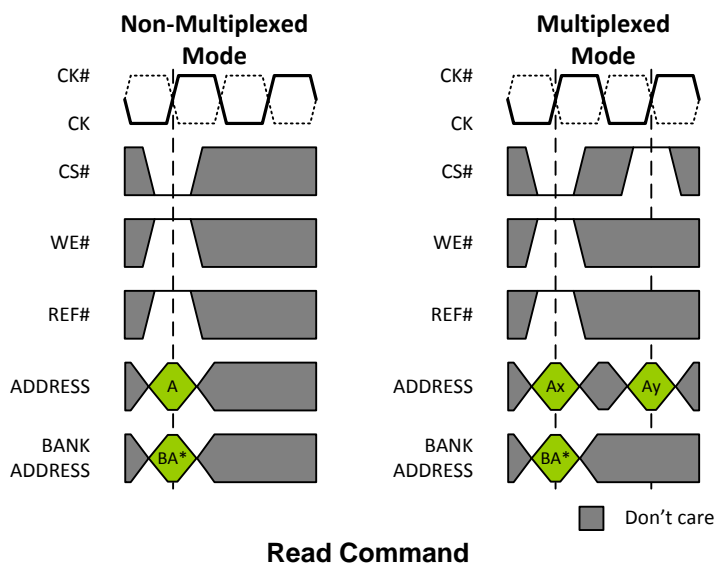 Non-Multiplexed
Mode
CK#
CK
CS#
WE#
REF#
ADDRESS
A
BANK
ADDRESS
BA*
Multiplexed
Mode
CK#
CK
CS#
WE#
REF#
ADDRESS
Ax
Ay
BANK
ADDRESS
BA*
Don't care
Read Command